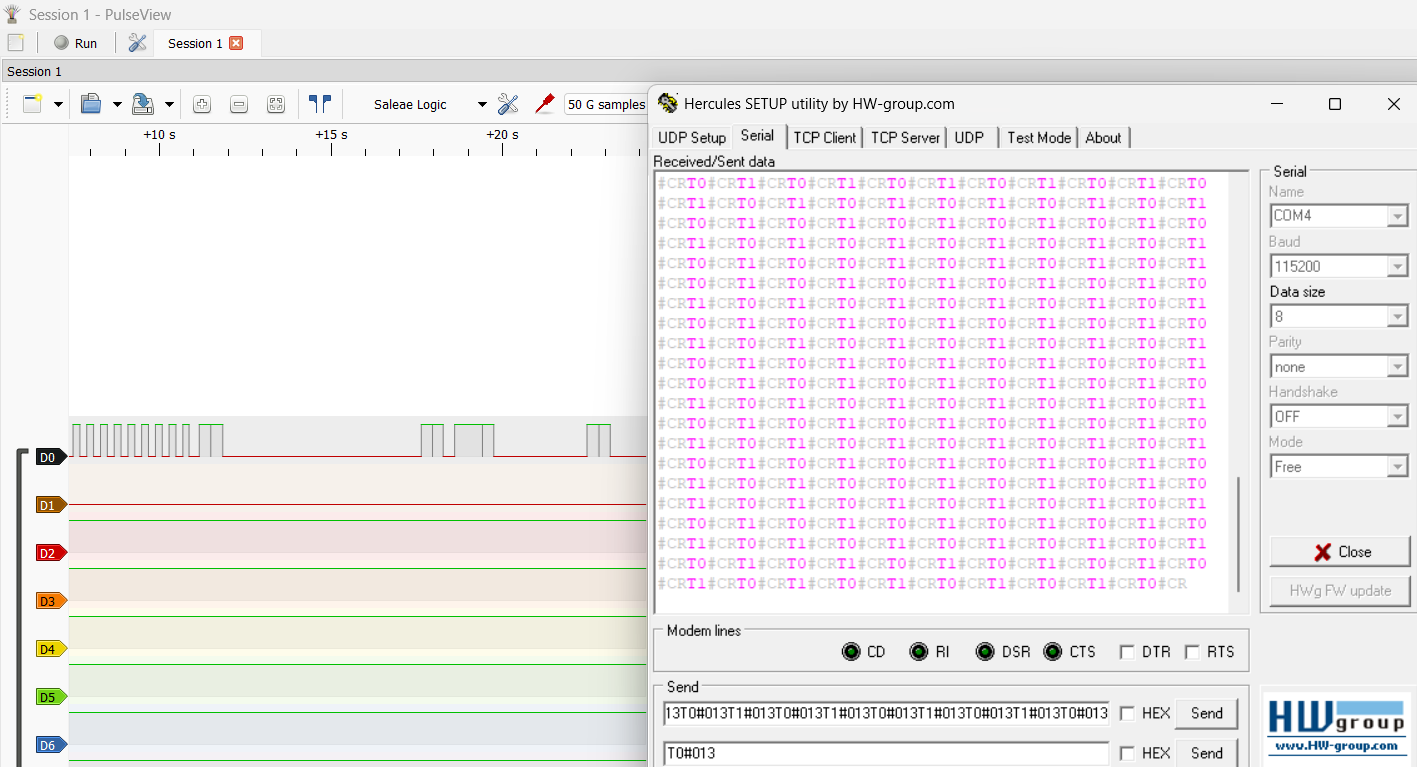 Session 1 - PulseView
Run
Session 1
Session 1
Saleae Logic
50 G samples
+10 s +15 s +20 s
D0
D1
D2
D3
D4
D5
D6
Hercules SETUP utility by HW-group.com
UDP Setup Serial TCP Client TCP Server UDP Test Mode About
Received/Sent data
#CRT0#CRT1#CRT0#CRT1#CRT0#CRT1#CRT0#CRT1#CRT0#CRT1#CRT0
#CRT1#CRT0#CRT1#CRT0#CRT1#CRT0#CRT1#CRT0#CRT1#CRT0#CRT1
#CRT0#CRT1#CRT0#CRT1#CRT0#CRT1#CRT0#CRT1#CRT0#CRT1#CRT0
#CRT1#CRT0#CRT1#CRT0#CRT1#CRT0#CRT1#CRT0#CRT1#CRT0#CRT1
#CRT0#CRT1#CRT0#CRT1#CRT0#CRT1#CRT0#CRT1#CRT0#CRT1#CRT0
#CRT1#CRT0#CRT1#CRT0#CRT1#CRT0#CRT1#CRT0#CRT1#CRT0#CRT0
#CRT1#CRT0#CRT1#CRT0#CRT1#CRT0#CRT1#CRT0#CRT1#CRT0#CRT1
#CRT0#CRT1#CRT0#CRT1#CRT0#CRT1#CRT0#CRT1#CRT0#CRT1#CRT0
#CRT1#CRT0#CRT1#CRT0#CRT1#CRT0#CRT1#CRT0#CRT1#CRT0#CRT1
#CRT0#CRT1#CRT0#CRT1#CRT0#CRT1#CRT0#CRT1#CRT0#CRT1#CRT0
#CRT1#CRT0#CRT1#CRT0#CRT1#CRT0#CRT1#CRT0#CRT1#CRT0#CRT0
#CRT1#CRT0#CRT1#CRT0#CRT1#CRT0#CRT1#CRT0#CRT1#CRT0#CRT1
#CRT0#CRT1#CRT0#CRT1#CRT0#CRT1#CRT0#CRT1#CRT0#CRT1#CRT0
#CRT1#CRT0#CRT1#CRT0#CRT1#CRT0#CRT1#CRT0#CRT1#CRT0#CRT1
#CRT0#CRT1#CRT0#CRT1#CRT0#CRT1#CRT0#CRT1#CRT0#CRT1#CRT0
#CRT1#CRT0#CRT1#CRT0#CRT1#CRT0#CRT1#CRT0#CRT1#CRT0#CRT0
#CRT1#CRT0#CRT1#CRT0#CRT1#CRT0#CRT1#CRT0#CRT1#CRT0#CRT1
#CRT0#CRT1#CRT0#CRT1#CRT0#CRT1#CRT0#CRT1#CRT0#CRT1#CRT0
#CRT1#CRT0#CRT1#CRT0#CRT1#CRT0#CRT1#CRT0#CRT1#CRT0#CRT1
#CRT0#CRT1#CRT0#CRT1#CRT0#CRT1#CRT0#CRT1#CRT0#CRT1#CRT0
#CRT1#CRT0#CRT1#CRT0#CRT1#CRT0#CRT1#CRT0#CRT1#CRT0#CR
Serial
Name
COM4
Baud
115200
Data size
8
Parity
none
Handshake
OFF
Mode
Free
Close
HWg FW update
Modem lines
CD RI DSR CTS DTR RTS
Send
13T0#013T1#013T0#013T1#013T0#013T1#013T0#013T1#013T0#013 HEX Send
T0#013 HEX Send
HW group
www.HW-group.com